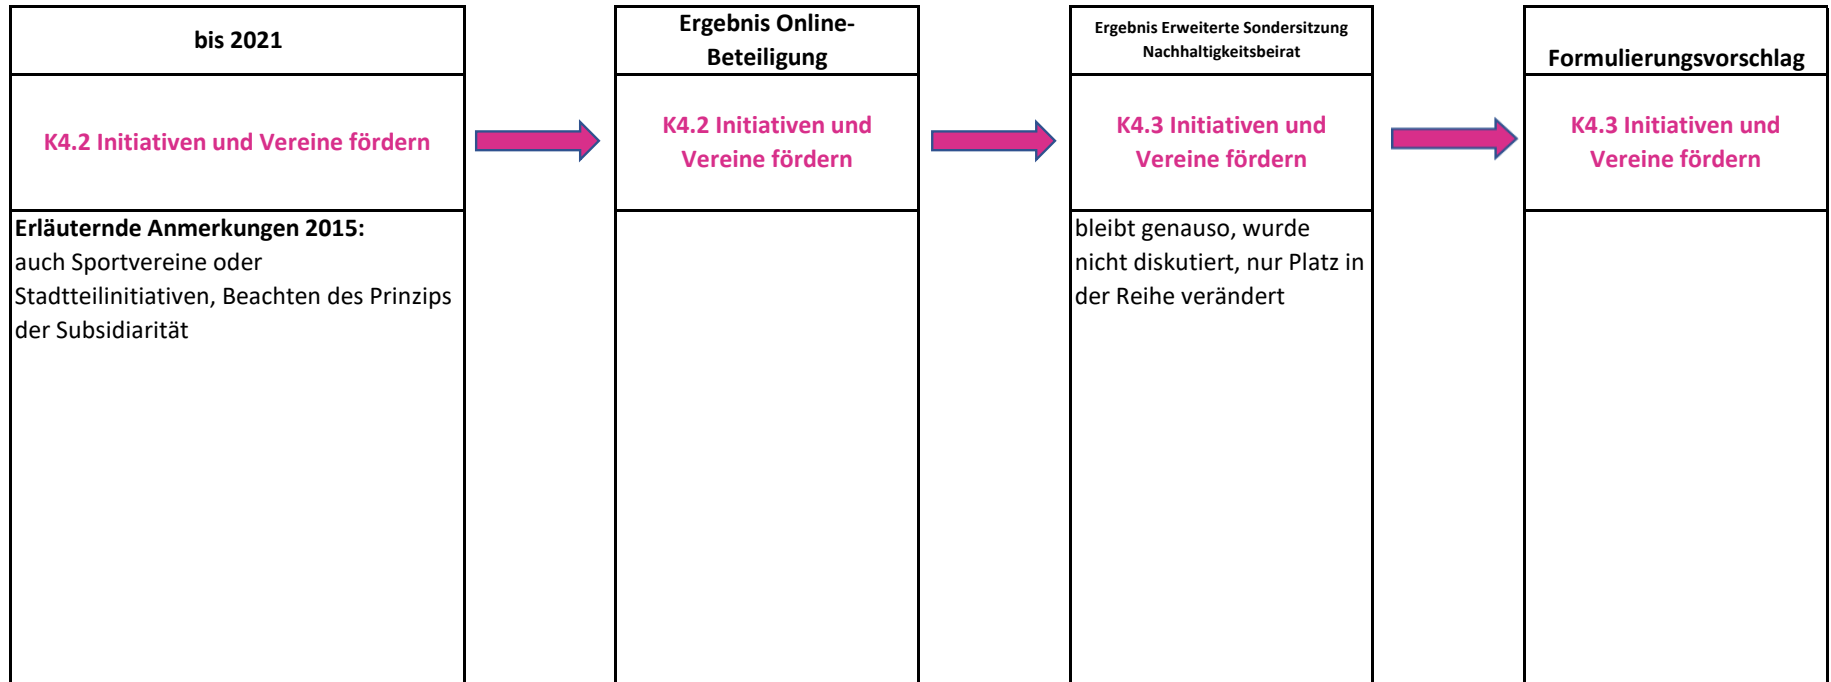 bis 2021
K4.2 Initiativen und Vereine fördern
Erläuternde Anmerkungen 2015:
auch Sportvereine oder
Stadtteilinitiativen, Beachten des Prinzips
der Subsidiarität
Ergebnis Online-
Beteiligung
K4.2 Initiativen und
Vereine fördern
Ergebnis Erweiterte Sondersitzung
Nachhaltigkeitsbeirat
K4.3 Initiativen und
Vereine fördern
bleibt genauso, wurde
nicht diskutiert, nur Platz in
der Reihe verändert
Formulierungsvorschlag
K4.3 Initiativen und
Vereine fördern